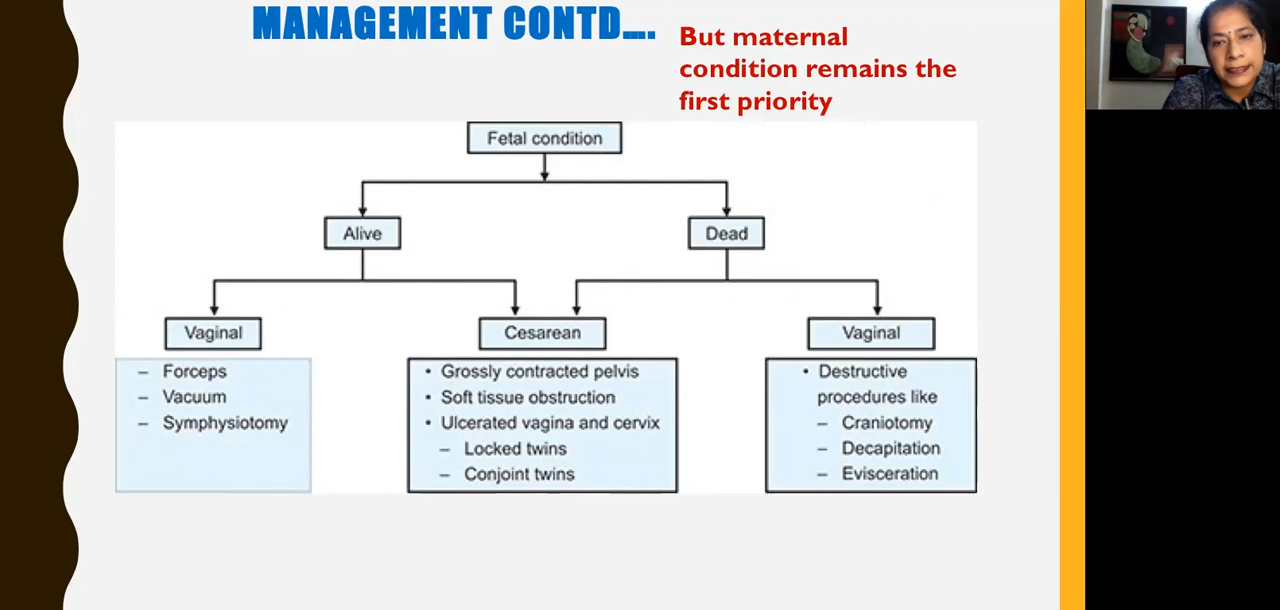 MANAGEMENT CONTD....
But maternal
condition remains the
first priority
Fetal condition
Alive
Dead
Vaginal
Cesarean
Vaginal
– Forceps
– Vacuum
– Symphysiotomy
• Grossly contracted pelvis
• Soft tissue obstruction
• Ulcerated vagina and cervix
– Locked twins
– Conjoint twins
• Destructive
procedures like
– Craniotomy
– Decapitation
– Evisceration